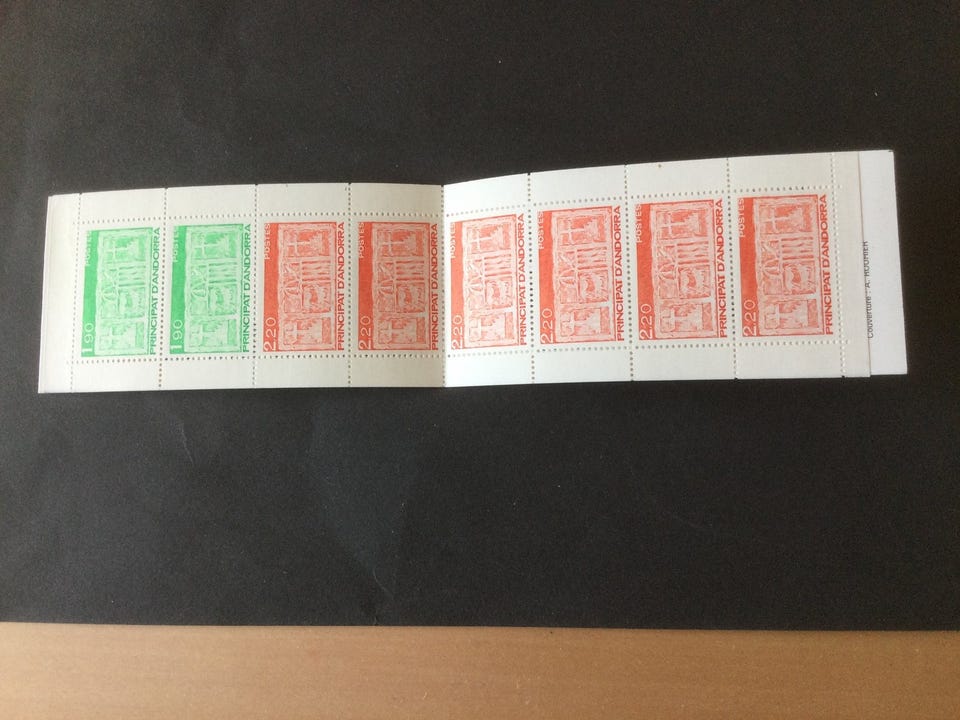 1,90 POSTES PRINCIPAT D'ANDORRA
1,90 POSTES PRINCIPAT D'ANDORRA
2,20 POSTES PRINCIPAT D'ANDORRA
2,20 POSTES PRINCIPAT D'ANDORRA
2,20 POSTES PRINCIPAT D'ANDORRA
2,20 POSTES PRINCIPAT D'ANDORRA
2,20 POSTES PRINCIPAT D'ANDORRA
2,20 POSTES PRINCIPAT D'ANDORRA
Couverture : A. ROUHIER